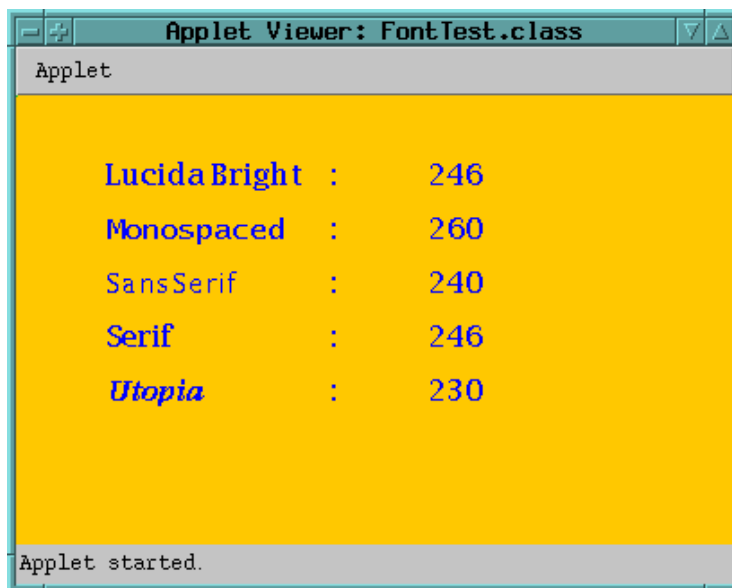 Applet Viewer: FontTest.class
Applet
Lucida Bright : 246
Monospaced : 260
SansSerif : 240
Serif : 246
Utopia : 230
Applet started.